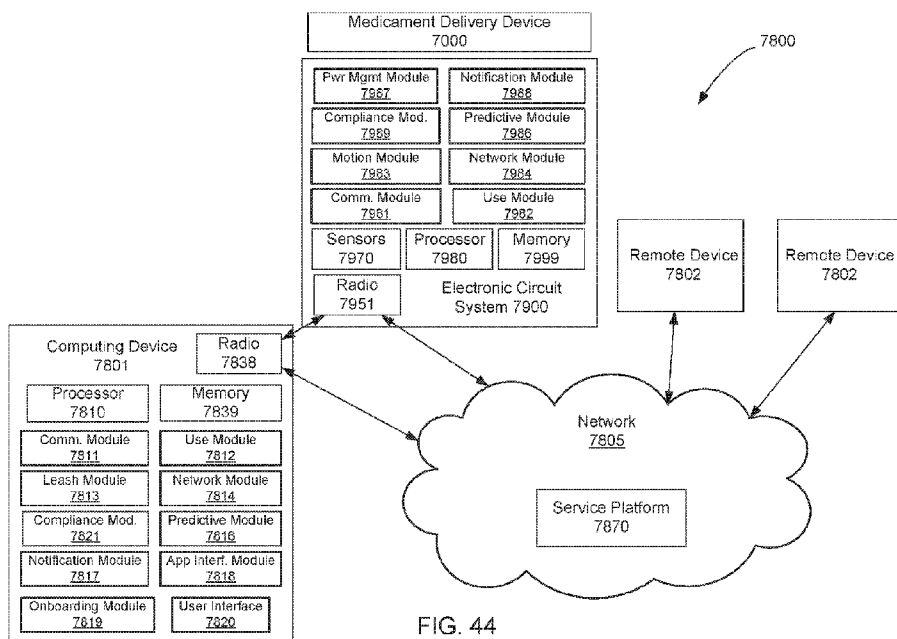 Medicament Delivery Device
7000
7800
Pwr Mgmt Module
7987
Notification Module
7988
Compliance Mod.
7989
Predictive Module
7986
Motion Module
7983
Network Module
7984
Comm. Module
7981
Use Module
7982
Sensors
7970
Processor
7980
Memory
7999
Radio
7951
Electronic Circuit
System 7900
Remote Device
7802
Remote Device
7802
Computing Device
7801
Radio
7838
Processor
7810
Memory
7839
Comm. Module
7811
Use Module
7812
Leash Module
7813
Network Module
7814
Compliance Mod.
7821
Predictive Module
7816
Notification Module
7817
App Interf. Module
7818
Onboarding Module
7819
User Interface
7820
Network
7805
Service Platform
7870
FIG. 44